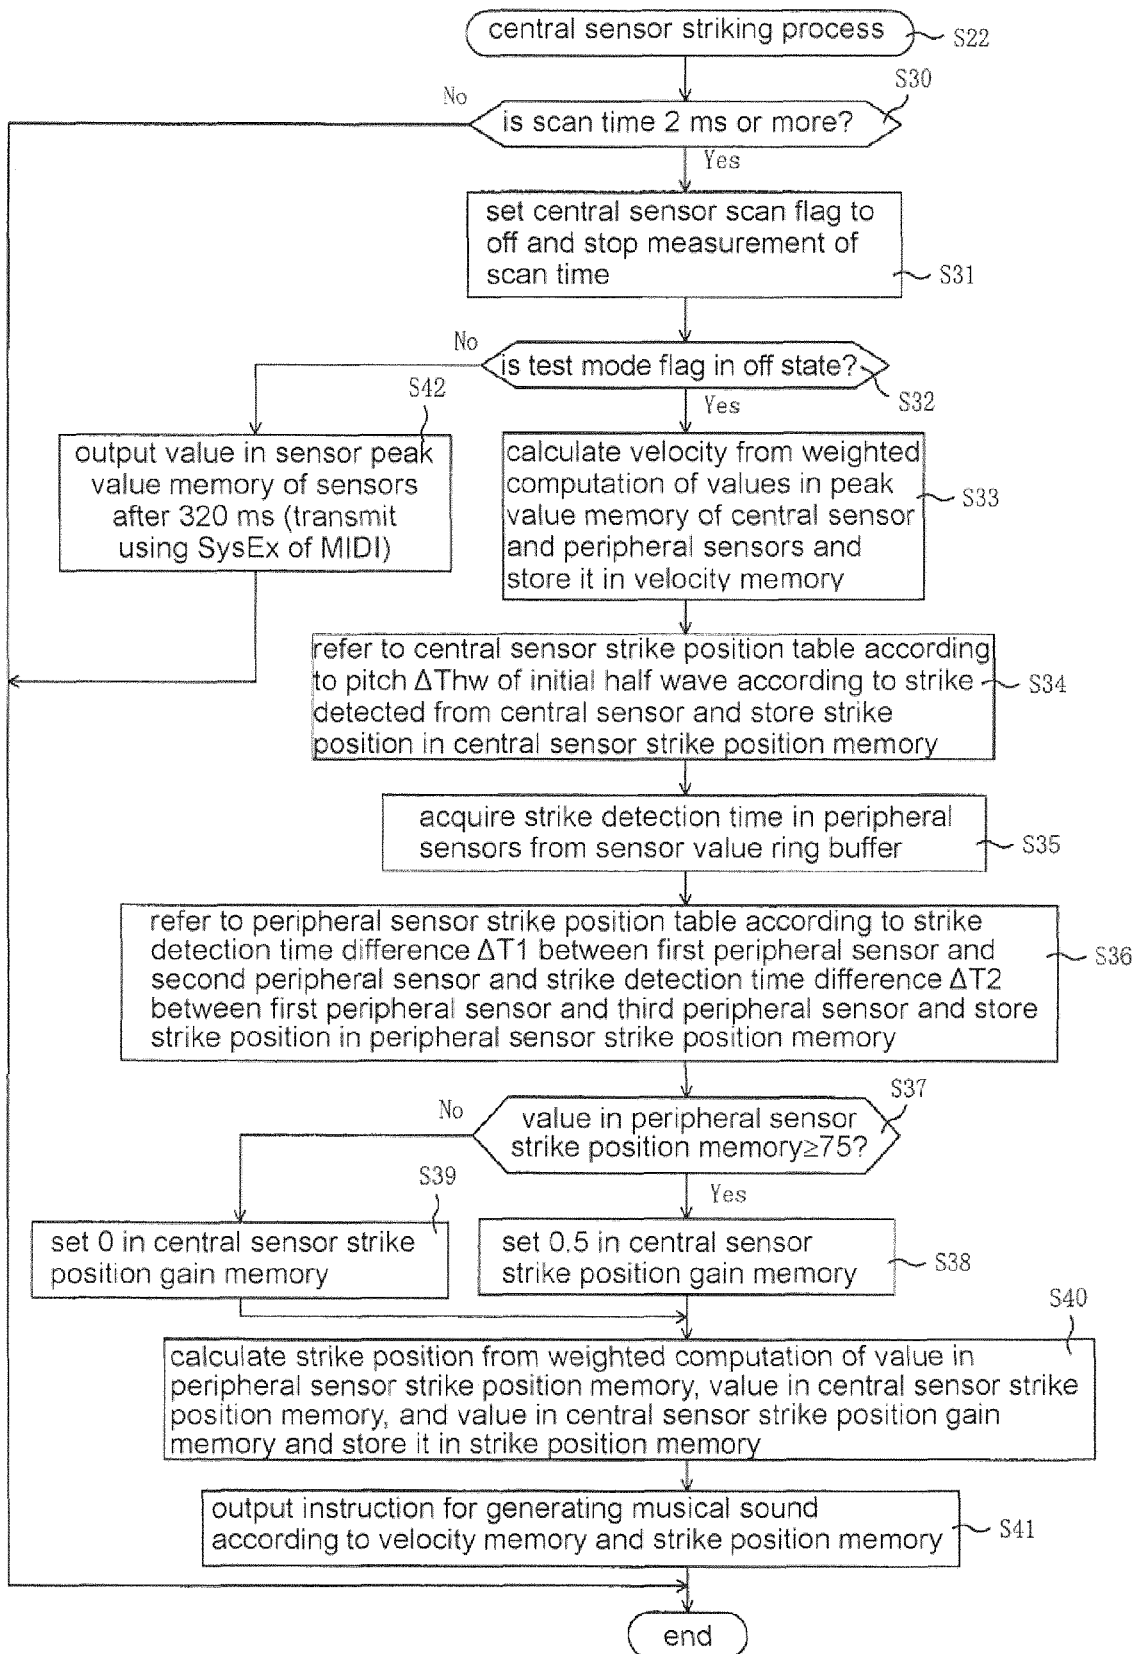 central sensor striking process
S22
S30
No
is scan time 2 ms or more?
Yes
set central sensor scan flag to
off and stop measurement of
scan time
S31
No
is test mode flag in off state?
S32
Yes
S42
output value in sensor peak
value memory of sensors
after 320 ms (transmit
using SysEx of MIDI)
calculate velocity from weighted
computation of values in peak
value memory of central sensor
and peripheral sensors and
store it in velocity memory
S33
refer to central sensor strike position table according
to pitch ΔThw of initial half wave according to strike
detected from central sensor and store strike
position in central sensor strike position memory
S34
acquire strike detection time in peripheral
sensors from sensor value ring buffer
S35
refer to peripheral sensor strike position table according to strike
detection time difference ΔT1 between first peripheral sensor and
second peripheral sensor and strike detection time difference ΔT2
between first peripheral sensor and third peripheral sensor and store
strike position in peripheral sensor strike position memory
S36
S37
No
value in peripheral sensor
strike position memory≥75?
Yes
S39
set 0 in central sensor strike
position gain memory
set 0.5 in central sensor
strike position gain memory
S38
S40
calculate strike position from weighted computation of value in
peripheral sensor strike position memory, value in central sensor strike
position memory, and value in central sensor strike position gain
memory and store it in strike position memory
output instruction for generating musical sound
according to velocity memory and strike position memory
S41
end